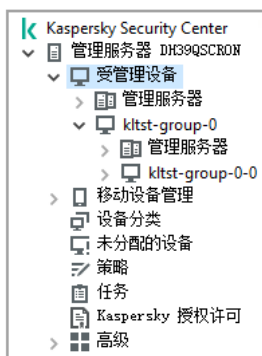 Kaspersky Security Center
管理服务器 DH39QSCRON
受管理设备
管理服务器
kltst-group-0
管理服务器
kltst-group-0-0
移动设备管理
设备分类
未分配的设备
策略
任务
Kaspersky 授权许可
高级